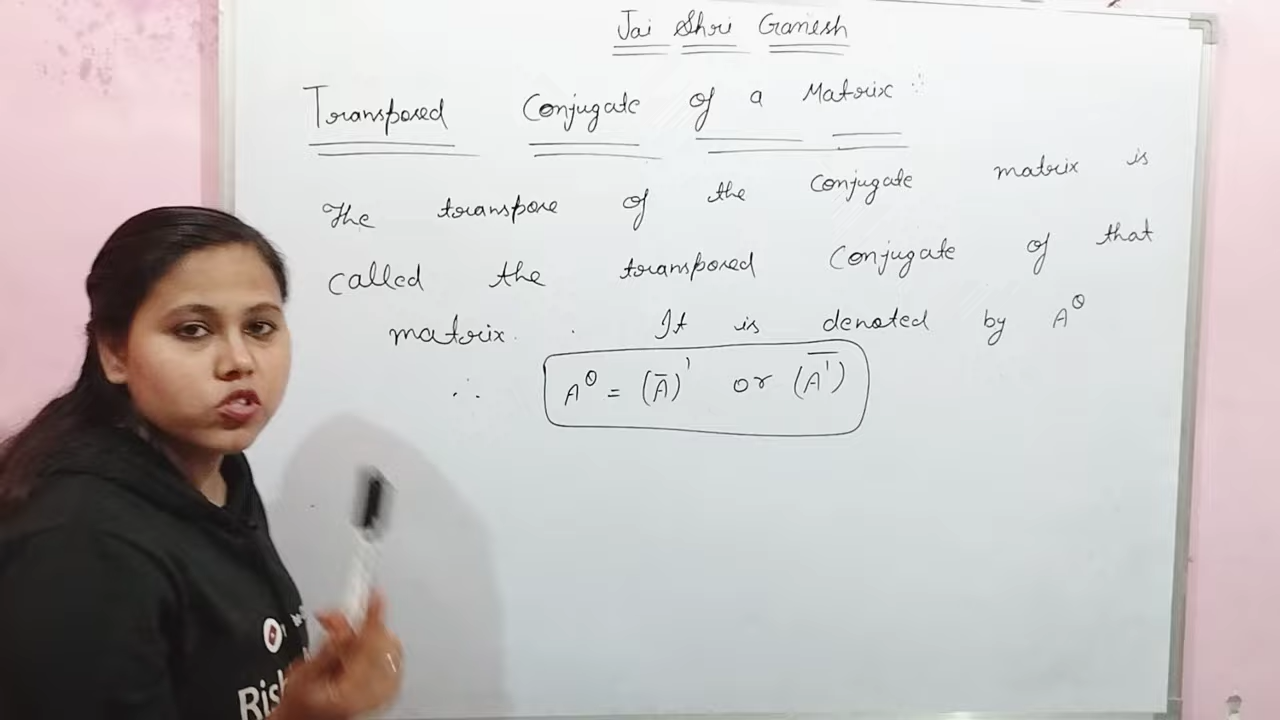 Jai Shri Ganesh
Transposed Conjugate of a Matrix :-
The transpose of the conjugate matrix is
called the transposed conjugate of that
matrix. It is denoted by A^θ
∴ A^θ = (Ā)' or (A̅'̅)